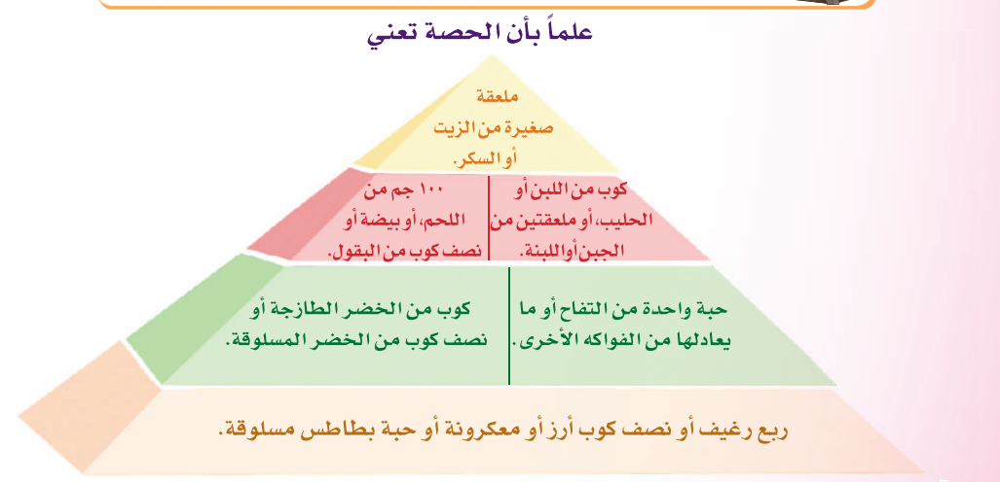 علماً بأن الحصة تعني
ملعقة
صغيرة من الزيت
أو السكر.
كوب من اللبن أو
الحليب، أو ملعقتين من
الجبن أو اللبنة.
١٠٠ جم من
اللحم، أو بيضة أو
نصف كوب من البقول.
حبة واحدة من التفاح أو ما
يعادلها من الفواكه الأخرى.
كوب من الخضر الطازجة أو
نصف كوب من الخضر المسلوقة.
ربع رغيف أو نصف كوب أرز أو معكرونة أو حبة بطاطس مسلوقة.